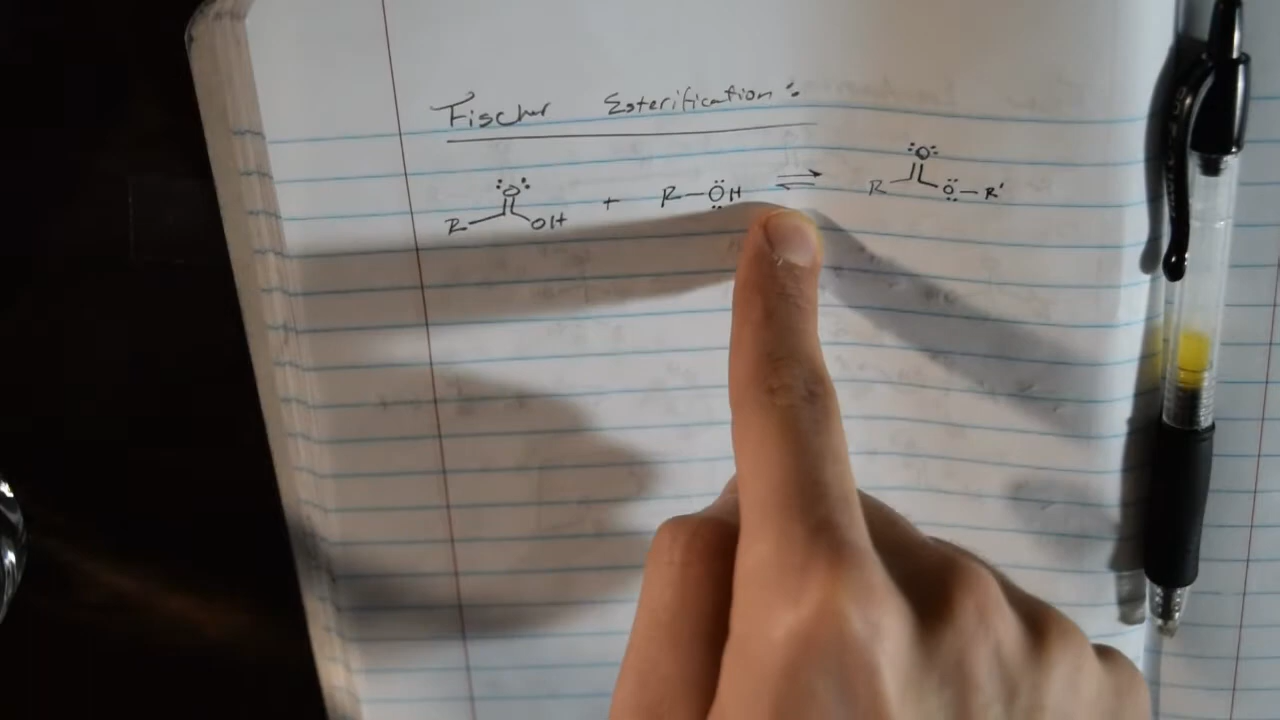 Fischer Esterification:
R O OH + R-OH ⇌ R O O-R'